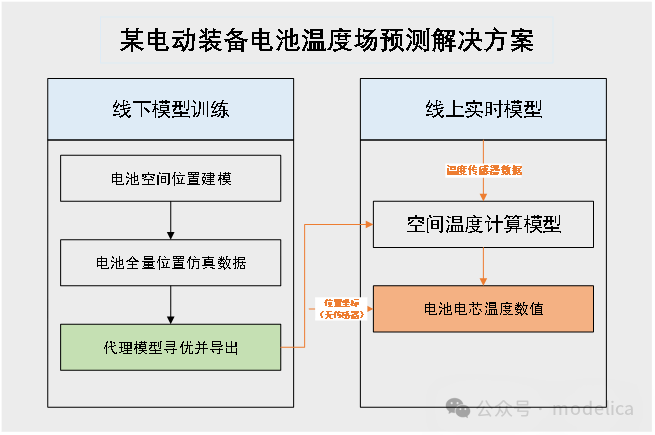 某电动装备电池温度场预测解决方案
线下模型训练
电池空间位置建模
电池全量位置仿真数据
代理模型寻优并导出
线上实时模型
温度传感器数据
空间温度计算模型
位置坐标
（无传感器）
电池电芯温度数值
公众号 · modelica